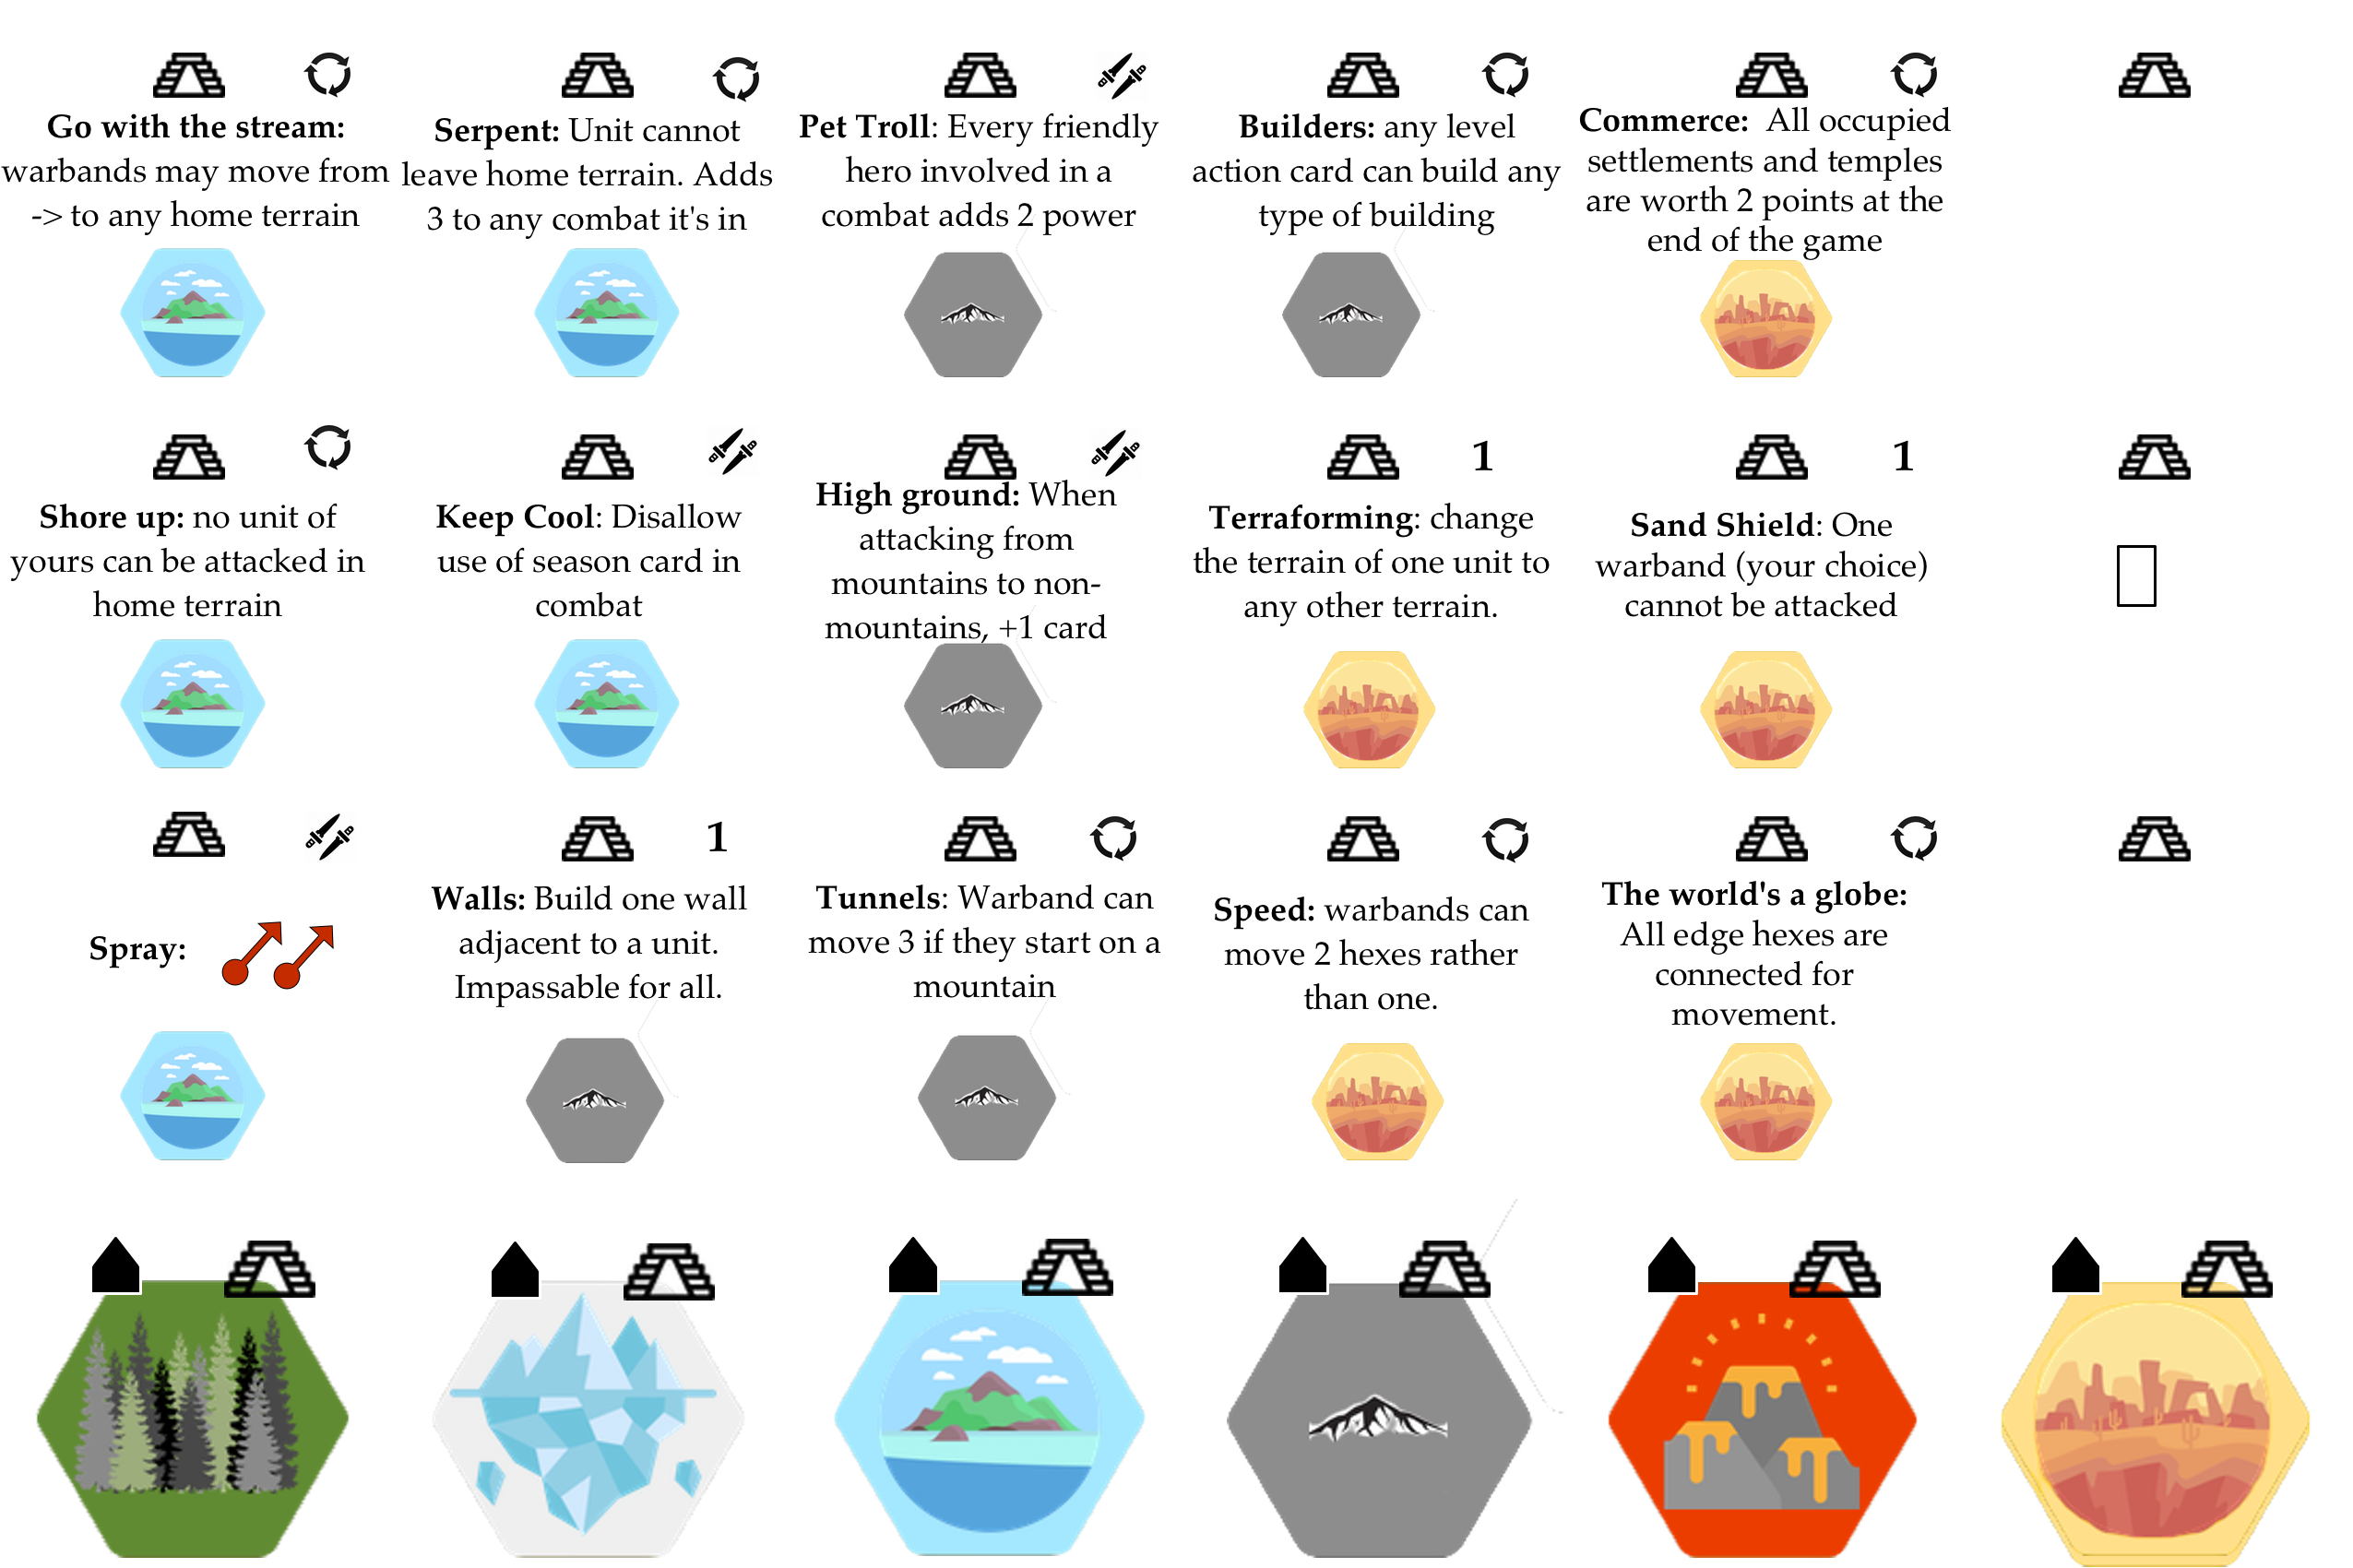 Go with the stream:
warbands may move from
-> to any home terrain
Serpent: Unit cannot
leave home terrain. Adds
3 to any combat it's in
Pet Troll: Every friendly
hero involved in a
combat adds 2 power
Builders: any level
action card can build any
type of building
Commerce: All occupied
settlements and temples
are worth 2 points at the
end of the game
Shore up: no unit of
yours can be attacked in
home terrain
Keep Cool: Disallow
use of season card in
combat
High ground: When
attacking from
mountains to non-
mountains, +1 card
1
Terraforming: change
the terrain of one unit to
any other terrain.
1
Sand Shield: One
warband (your choice)
cannot be attacked
Spray:
1
Walls: Build one wall
adjacent to a unit.
Impassable for all.
Tunnels: Warband can
move 3 if they start on a
mountain
Speed: warbands can
move 2 hexes rather
than one.
The world's a globe:
All edge hexes are
connected for
movement.